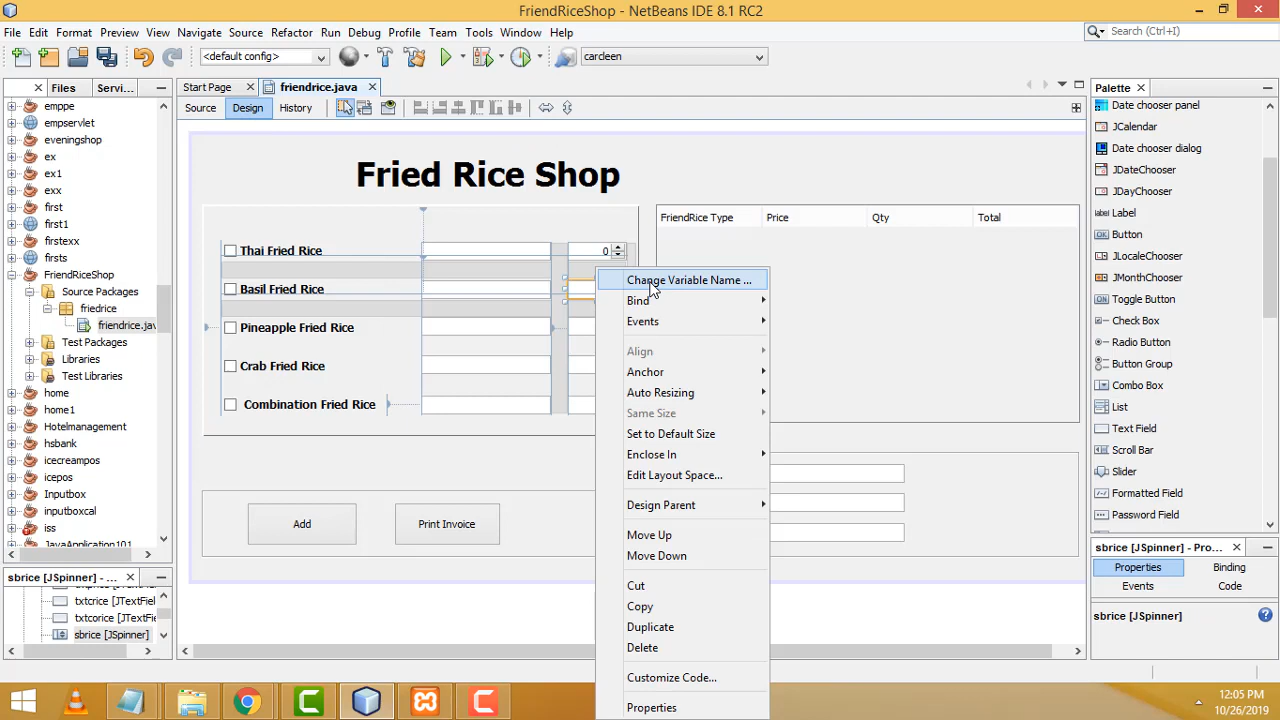 FriendRiceShop - NetBeans IDE 8.1 RC2
File Edit Format Preview View Navigate Source Refactor Run Debug Profile Team Tools Window Help
Search (Ctrl+I)
<default config>
cardeen
Files
Servi...
Start Page
friendrice.java
Source
Design
History
emppe
empservlet
eveningshop
ex
ex1
exx
first
first1
firstexx
firsts
FriendRiceShop
Source Packages
friedrice
friendrice.jav
Test Packages
Libraries
Test Libraries
home
home1
Hotelmanagement
hsbank
icecreampos
icepos
Inputbox
inputboxcal
iss
JavaApplication101
sbrice [JSpinner] - ...
txtcrice [JTextField
txtcorice [JTextFie
sbrice [JSpinner]
Fried Rice Shop
Thai Fried Rice
0
Basil Fried Rice
Pineapple Fried Rice
Crab Fried Rice
Combination Fried Rice
FriendRice Type
Price
Qty
Total
Add
Print Invoice
Change Variable Name ...
Bind
Events
Align
Anchor
Auto Resizing
Same Size
Set to Default Size
Enclose In
Edit Layout Space...
Design Parent
Move Up
Move Down
Cut
Copy
Duplicate
Delete
Customize Code...
Properties
Palette
Date chooser panel
JCalendar
Date chooser dialog
JDateChooser
JDayChooser
Label
Button
JLocaleChooser
JMonthChooser
Toggle Button
Check Box
Radio Button
Button Group
Combo Box
List
Text Field
Scroll Bar
Slider
Formatted Field
Password Field
sbrice [JSpinner] - Pro...
Properties
Binding
Events
Code
sbrice [JSpinner]
12:05 PM
10/26/2019